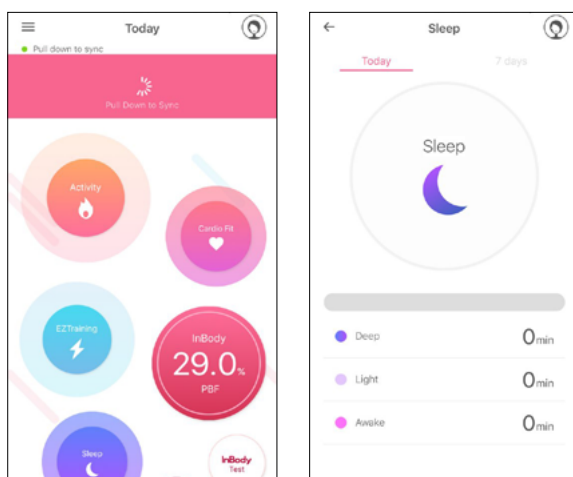 Today
Pull down to sync
Pull Down to Sync
Activity
Cardio Fit
EZTraining
InBody
29.0%
PBF
Sleep
InBody
Test
Sleep
Today
7 days
Sleep
Deep
0min
Light
0min
Awake
0min